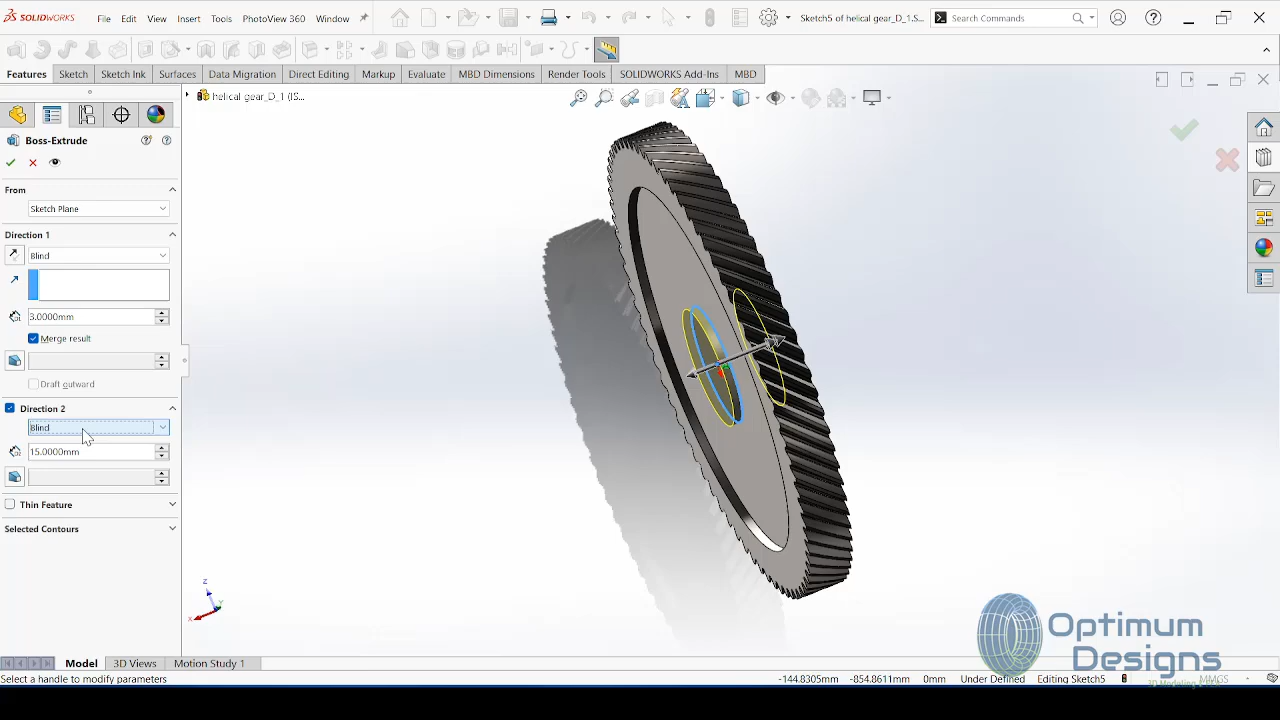 SOLIDWORKS File Edit View Insert Tools PhotoView 360 Window Sketch5 of helical gear_D_1.S... Search Commands
Features Sketch Sketch Ink Surfaces Data Migration Direct Editing Markup Evaluate MBD Dimensions Render Tools SOLIDWORKS Add-Ins MBD
helical gear_D_1 (IS...
Boss-Extrude
From
Sketch Plane
Direction 1
Blind
3.0000mm
Merge result
Draft outward
Direction 2
Blind
15.0000mm
Thin Feature
Selected Contours
Z
X
Y
Optimum
Designs
Model 3D Views Motion Study 1
Select a handle to modify parameters -144.8305mm -854.8611mm 0mm Under Defined Editing Sketch5 MMGS